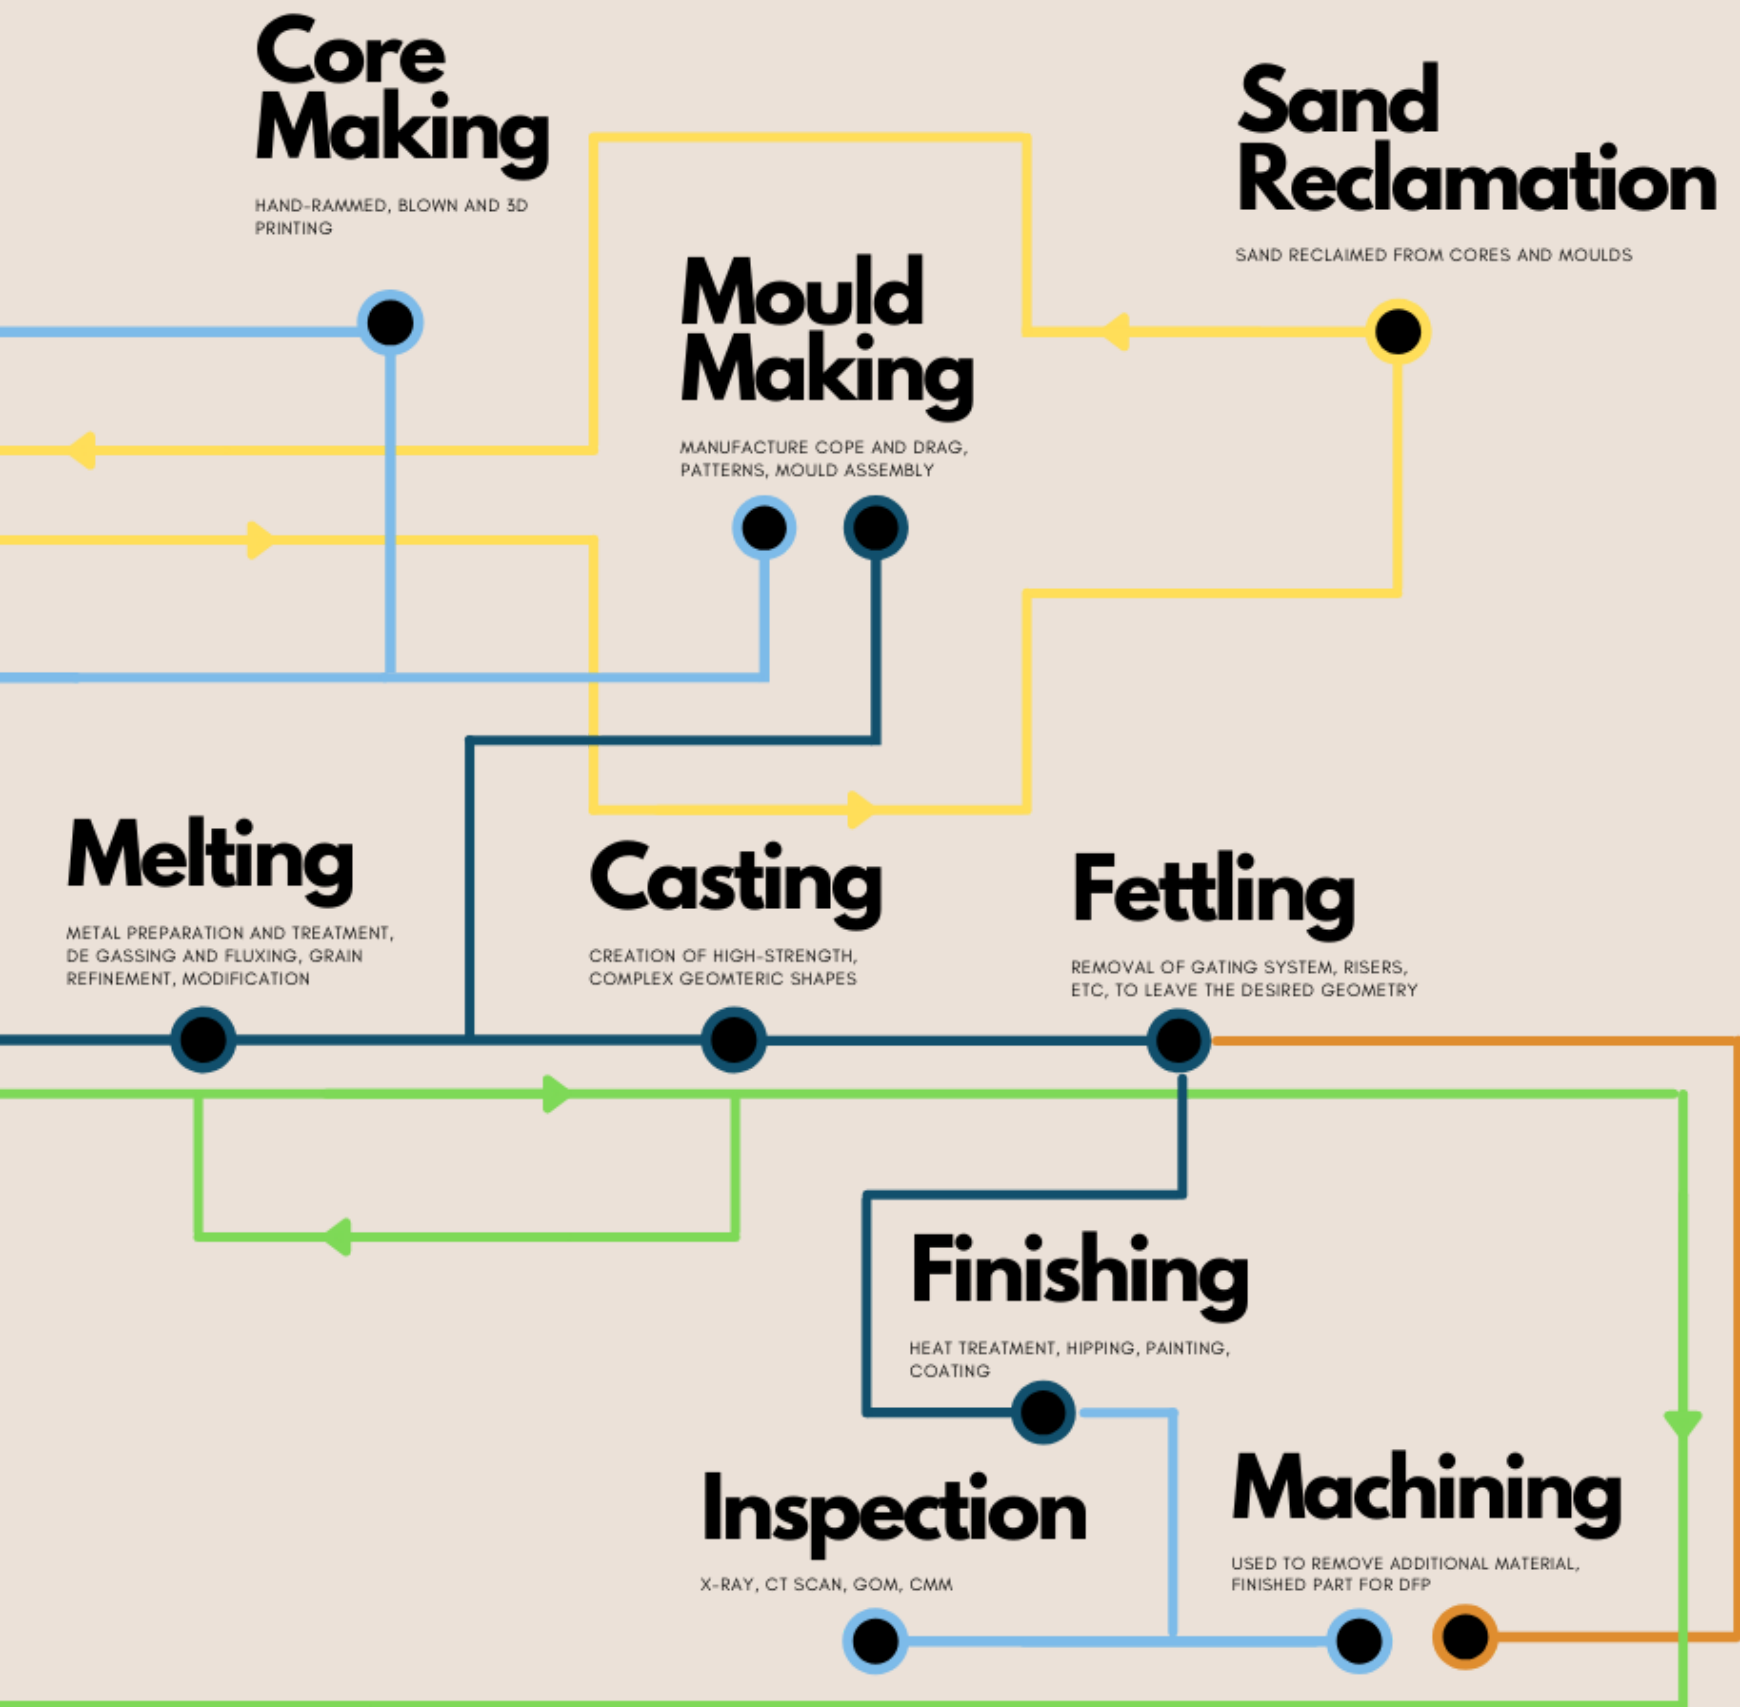 Core
Making
HAND-RAMMED, BLOWN AND 3D
PRINTING
Sand
Reclamation
SAND RECLAIMED FROM CORES AND MOULDS
Mould
Making
MANUFACTURE COPE AND DRAG,
PATTERNS, MOULD ASSEMBLY
Melting
METAL PREPARATION AND TREATMENT,
DE GASSING AND FLUXING, GRAIN
REFINEMENT, MODIFICATION
Casting
CREATION OF HIGH-STRENGTH,
COMPLEX GEOMTERIC SHAPES
Fettling
REMOVAL OF GATING SYSTEM, RISERS,
ETC, TO LEAVE THE DESIRED GEOMETRY
Finishing
HEAT TREATMENT, HIPPING, PAINTING,
COATING
Inspection
X-RAY, CT SCAN, GOM, CMM
Machining
USED TO REMOVE ADDITIONAL MATERIAL,
FINISHED PART FOR DFP